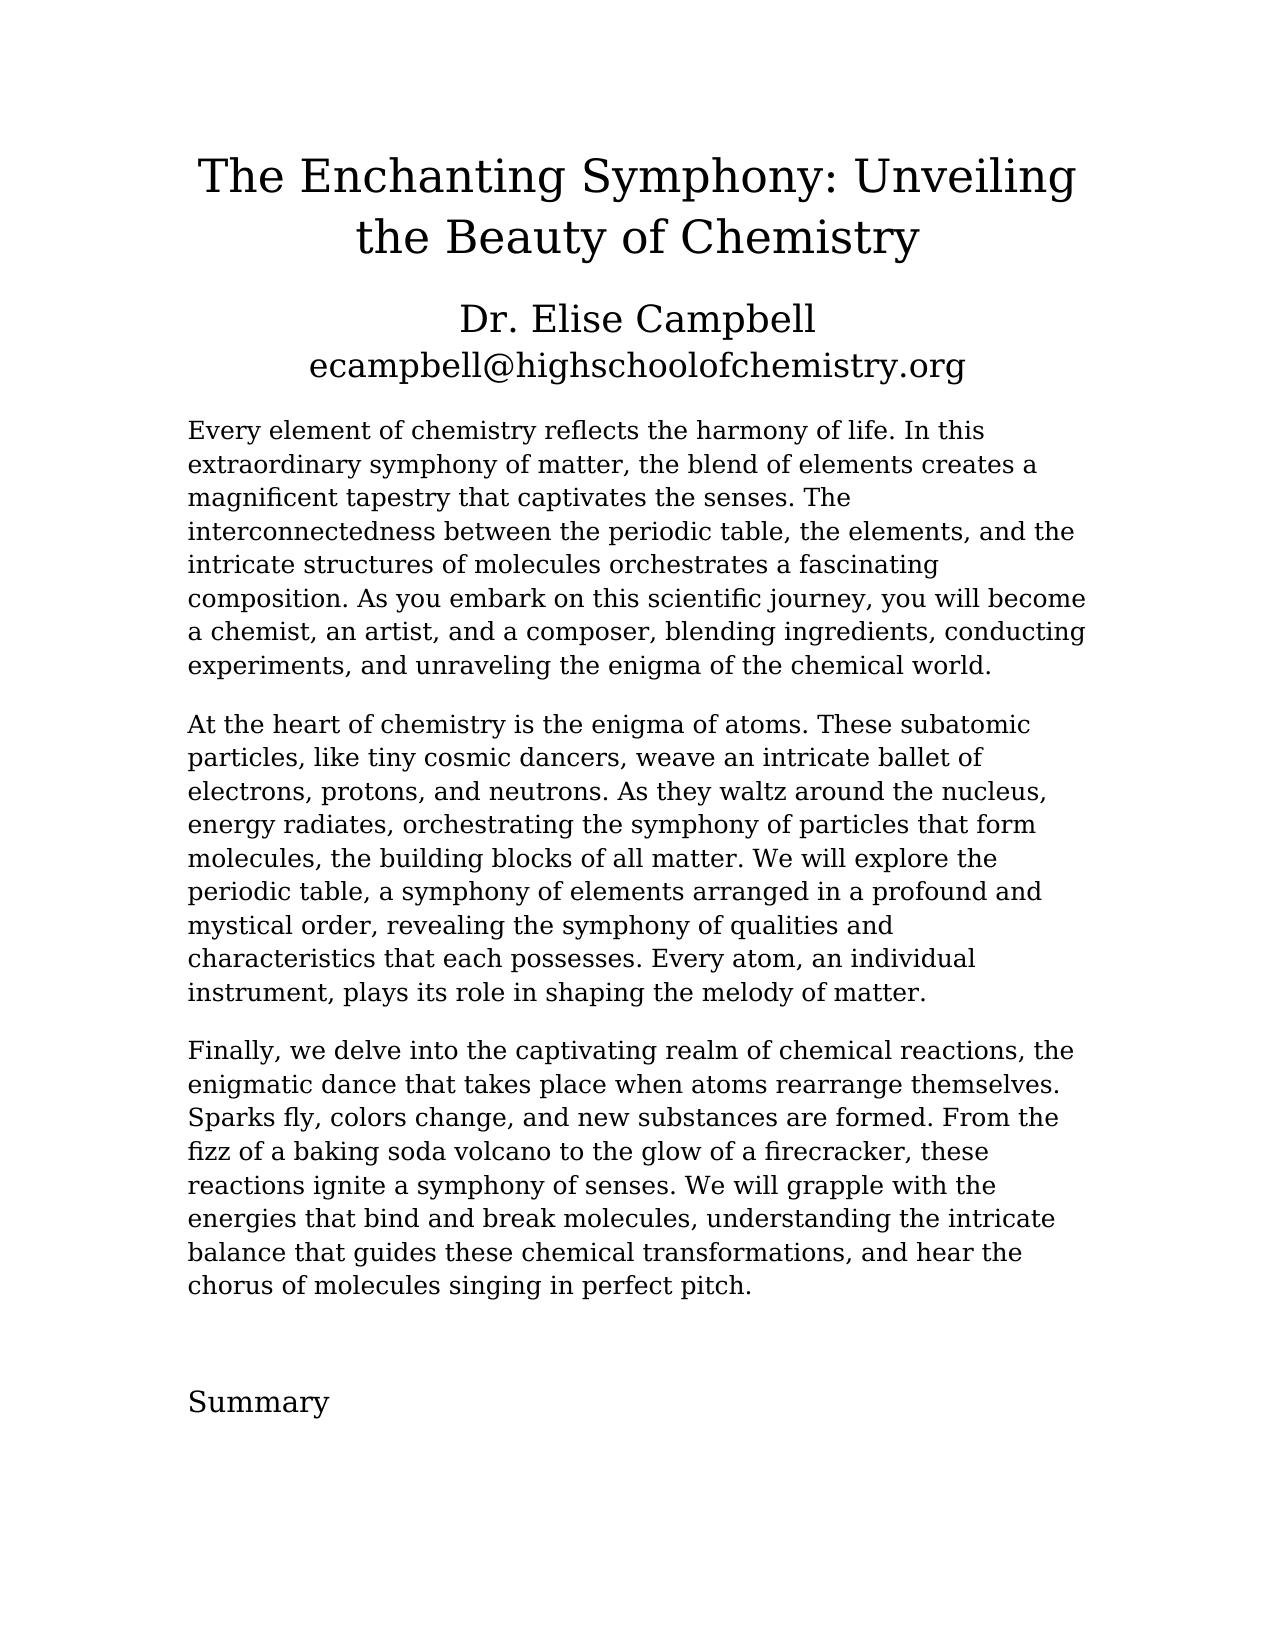 The Enchanting Symphony: Unveiling
the Beauty of Chemistry
Dr. Elise Campbell
ecampbell@highschoolofchemistry.org
Every element of chemistry reflects the harmony of life. In this
extraordinary symphony of matter, the blend of elements creates a
magnificent tapestry that captivates the senses. The
interconnectedness between the periodic table, the elements, and the
intricate structures of molecules orchestrates a fascinating
composition. As you embark on this scientific journey, you will become
a chemist, an artist, and a composer, blending ingredients, conducting
experiments, and unraveling the enigma of the chemical world.
At the heart of chemistry is the enigma of atoms. These subatomic
particles, like tiny cosmic dancers, weave an intricate ballet of
electrons, protons, and neutrons. As they waltz around the nucleus,
energy radiates, orchestrating the symphony of particles that form
molecules, the building blocks of all matter. We will explore the
periodic table, a symphony of elements arranged in a profound and
mystical order, revealing the symphony of qualities and
characteristics that each possesses. Every atom, an individual
instrument, plays its role in shaping the melody of matter.
Finally, we delve into the captivating realm of chemical reactions, the
enigmatic dance that takes place when atoms rearrange themselves.
Sparks fly, colors change, and new substances are formed. From the
fizz of a baking soda volcano to the glow of a firecracker, these
reactions ignite a symphony of senses. We will grapple with the
energies that bind and break molecules, understanding the intricate
balance that guides these chemical transformations, and hear the
chorus of molecules singing in perfect pitch.
Summary